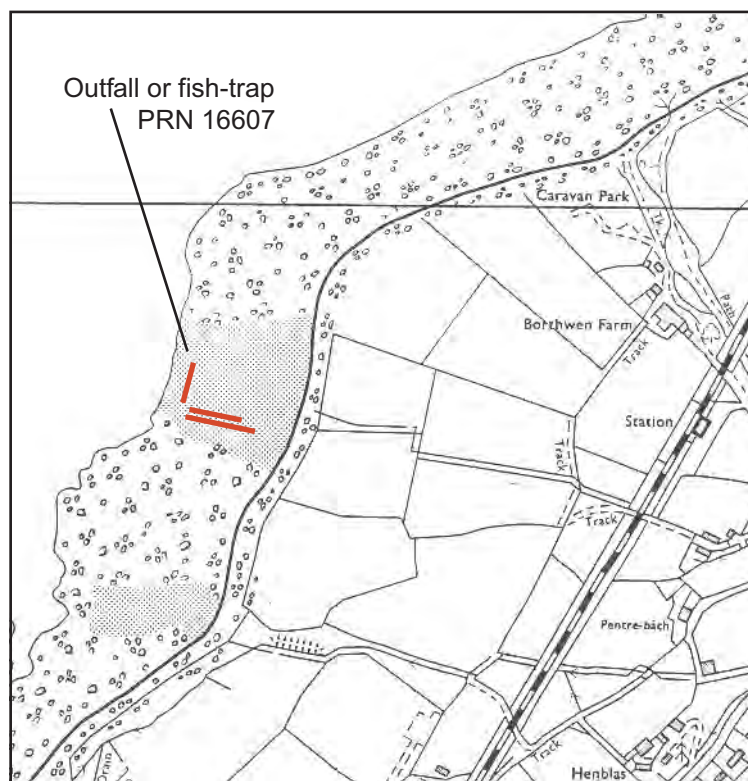 Outfall or fish-trap
PRN 16607
Caravan Park
Tk
Path
Borthwen Farm
Track
Station
Track
Track
Pentre-bach
Track
Henblas
Drain